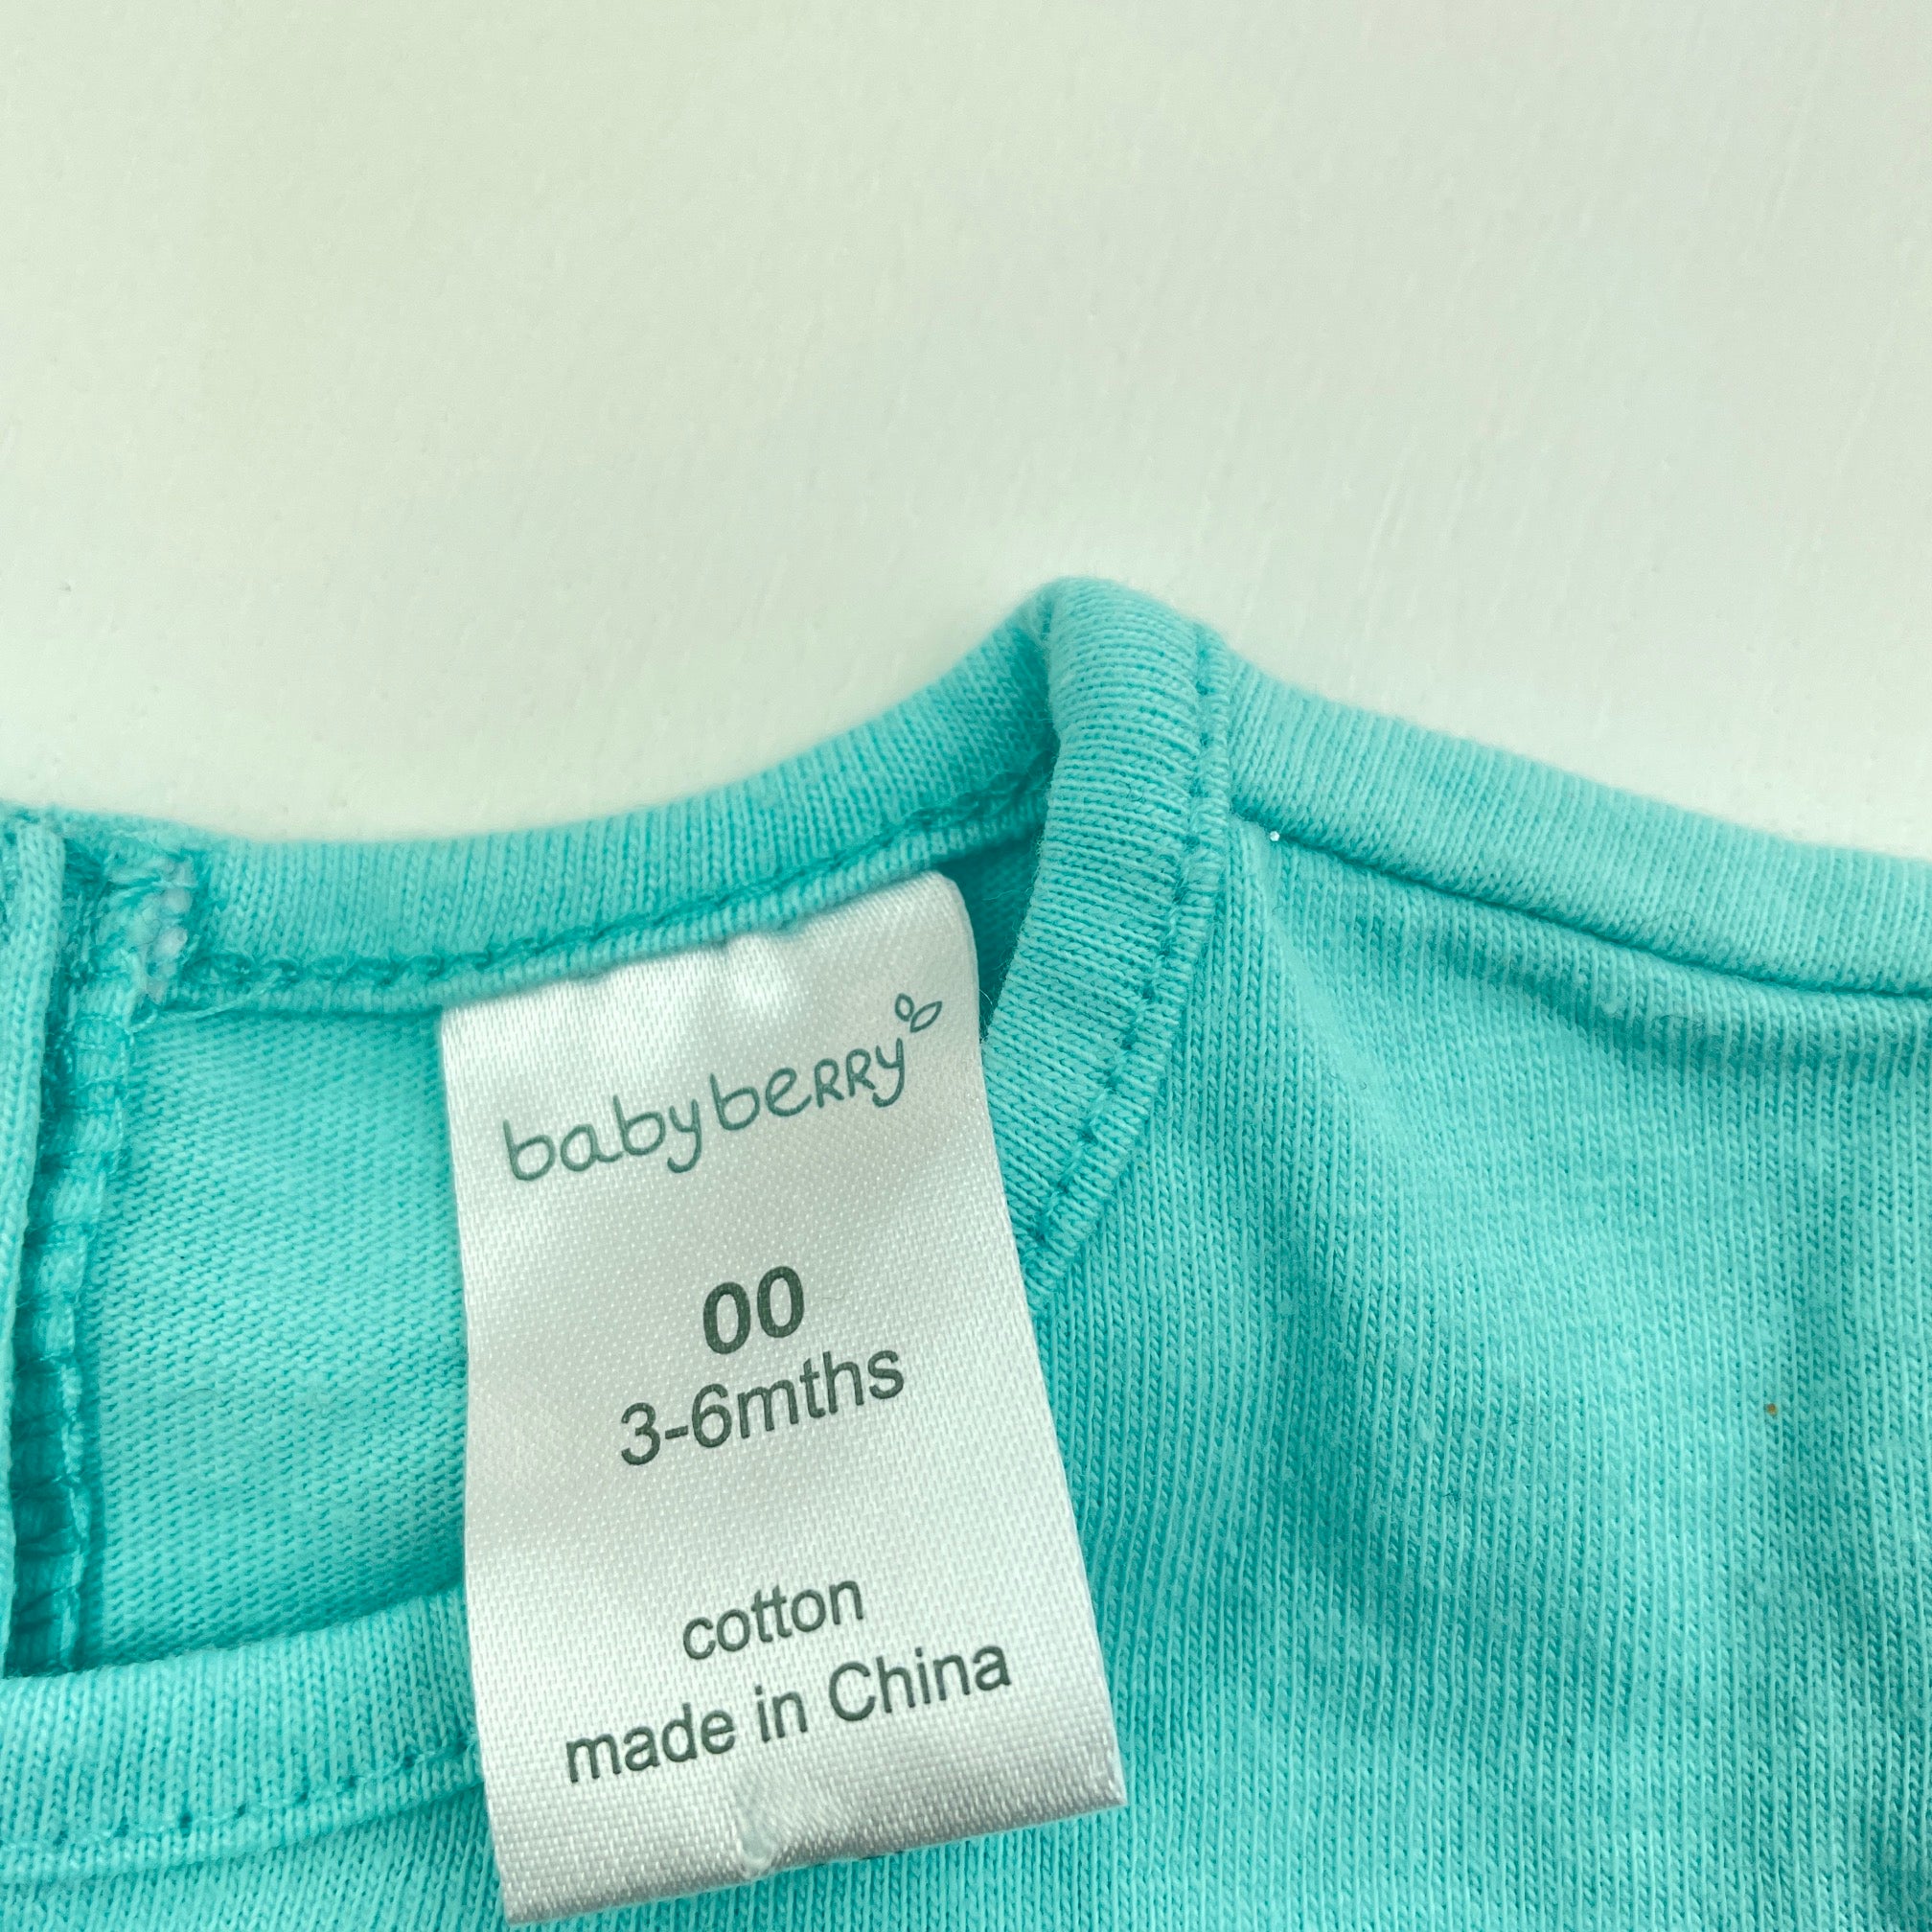 babyberry
00
3-6mths
cotton
made in China